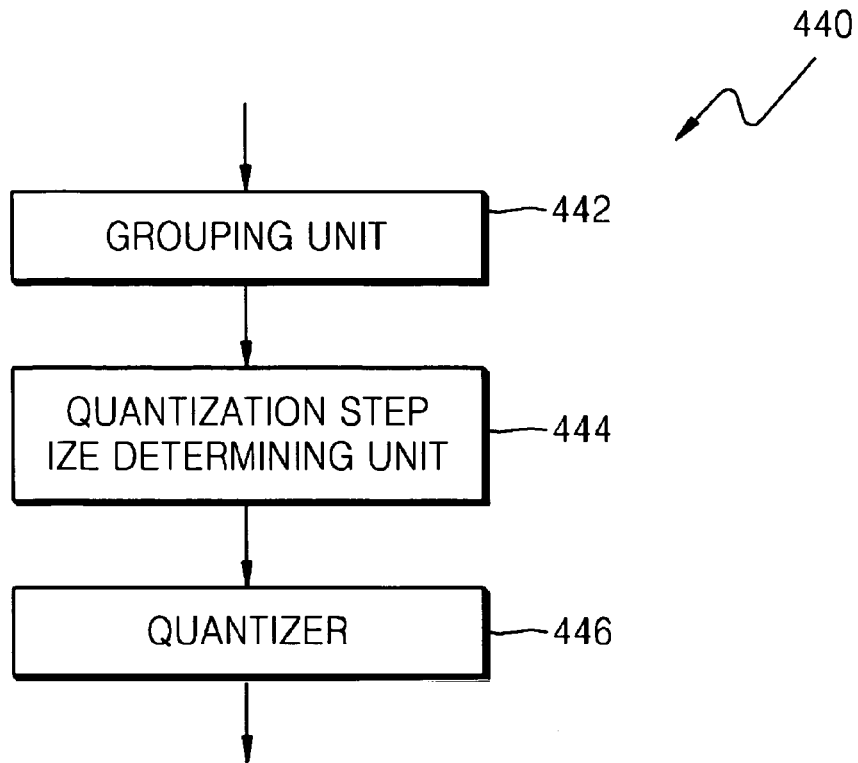 440
GROUPING UNIT
442
QUANTIZATION STEP
IZE DETERMINING UNIT
444
QUANTIZER
446